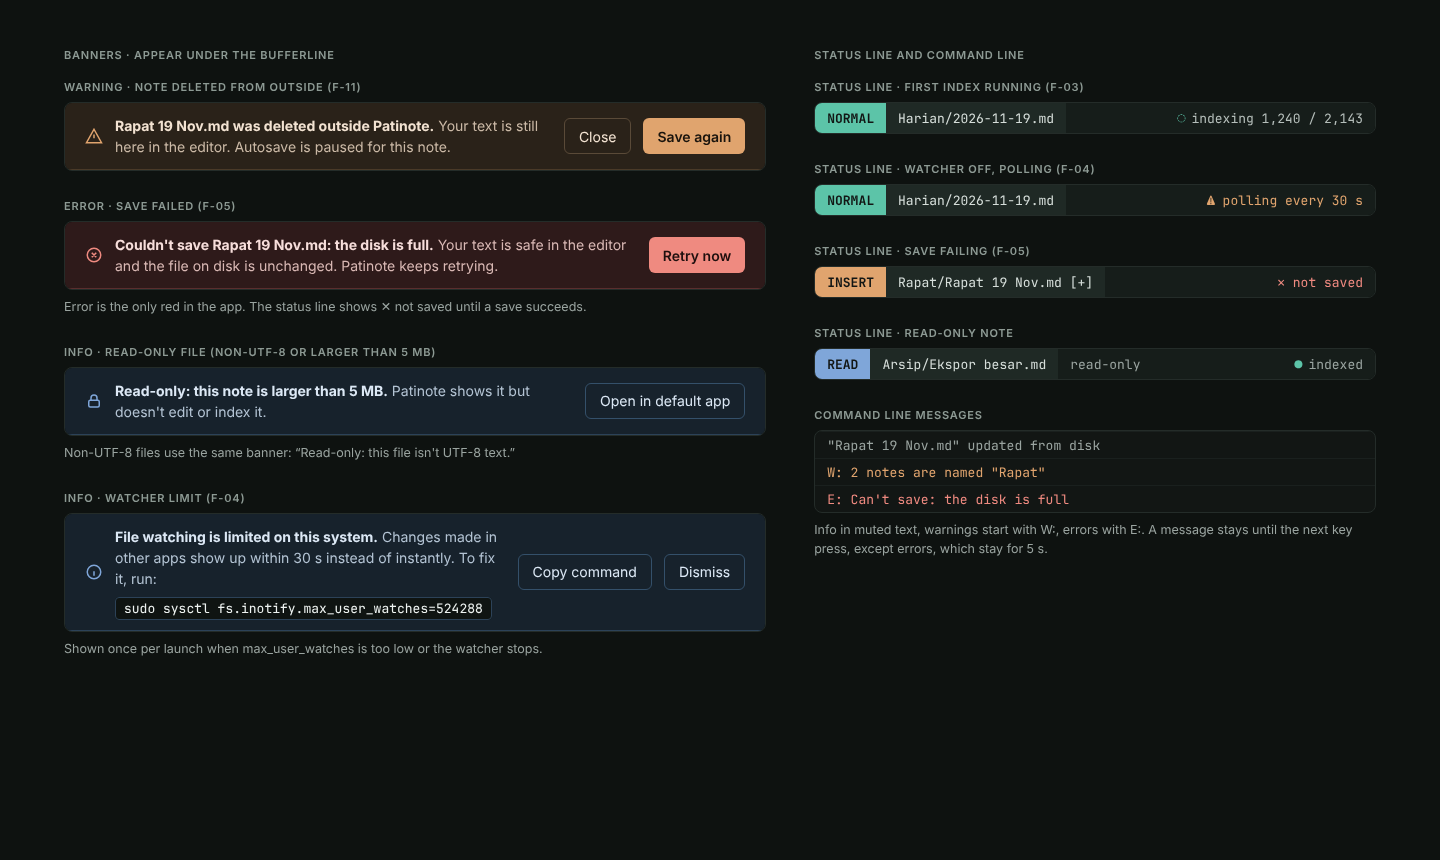 BANNERS · APPEAR UNDER THE BUFFERLINE
WARNING · NOTE DELETED FROM OUTSIDE (F-11)
Rapat 19 Nov.md was deleted outside Patinote. Your text is still
here in the editor. Autosave is paused for this note.
Close
Save again
ERROR · SAVE FAILED (F-05)
Couldn't save Rapat 19 Nov.md: the disk is full. Your text is safe in the editor
and the file on disk is unchanged. Patinote keeps retrying.
Retry now
Error is the only red in the app. The status line shows ✕ not saved until a save succeeds.
INFO · READ-ONLY FILE (NON-UTF-8 OR LARGER THAN 5 MB)
Read-only: this note is larger than 5 MB. Patinote shows it but
doesn't edit or index it.
Open in default app
Non-UTF-8 files use the same banner: “Read-only: this file isn't UTF-8 text.”
INFO · WATCHER LIMIT (F-04)
File watching is limited on this system. Changes made in
other apps show up within 30 s instead of instantly. To fix
it, run:
sudo sysctl fs.inotify.max_user_watches=524288
Copy command
Dismiss
Shown once per launch when max_user_watches is too low or the watcher stops.
STATUS LINE AND COMMAND LINE
STATUS LINE · FIRST INDEX RUNNING (F-03)
NORMAL Harian/2026-11-19.md indexing 1,240 / 2,143
STATUS LINE · WATCHER OFF, POLLING (F-04)
NORMAL Harian/2026-11-19.md polling every 30 s
STATUS LINE · SAVE FAILING (F-05)
INSERT Rapat/Rapat 19 Nov.md [+] ✕ not saved
STATUS LINE · READ-ONLY NOTE
READ Arsip/Ekspor besar.md read-only ● indexed
COMMAND LINE MESSAGES
"Rapat 19 Nov.md" updated from disk
W: 2 notes are named "Rapat"
E: Can't save: the disk is full
Info in muted text, warnings start with W:, errors with E:. A message stays until the next key
press, except errors, which stay for 5 s.